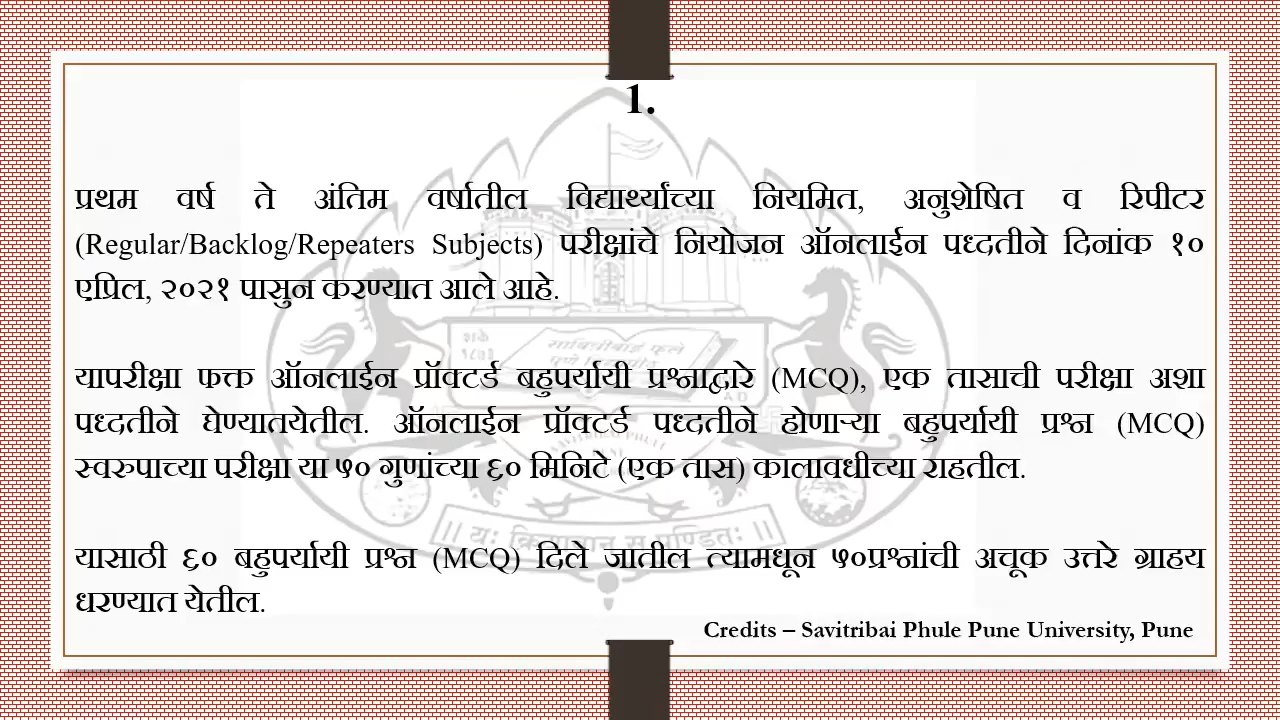 1.
प्रथम वर्ष ते अंतिम वर्षातील विद्यार्थ्यांच्या नियमित, अनुशेषित व रिपीटर
(Regular/Backlog/Repeaters Subjects) परीक्षांचे नियोजन ऑनलाईन पध्दतीने दिनांक १०
एप्रिल, २०२१ पासुन करण्यात आले आहे.
यापरीक्षा फक्त ऑनलाईन प्रॉक्टर्ड बहुपर्यायी प्रश्नाद्वारे (MCQ), एक तासाची परीक्षा अशा
पध्दतीने घेण्यातयेतील. ऑनलाईन प्रॉक्टर्ड पध्दतीने होणाऱ्या बहुपर्यायी प्रश्न (MCQ)
स्वरुपाच्या परीक्षा या ५० गुणांच्या ६० मिनिटे (एक तास) कालावधीच्या राहतील.
यासाठी ६० बहुपर्यायी प्रश्न (MCQ) दिले जातील त्यामधून ५०प्रश्नांची अचूक उत्तरे ग्राहय
धरण्यात येतील.
Credits – Savitribai Phule Pune University, Pune